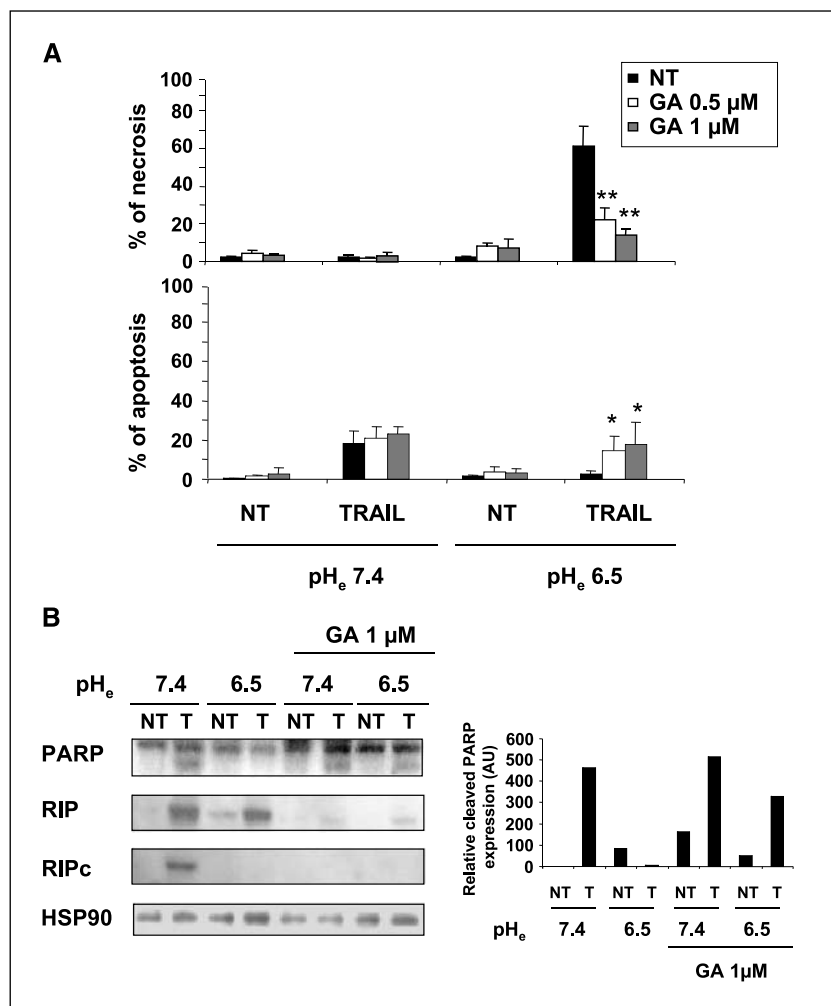 A
% of necrosis
100
80
60
40
20
0
NT
GA 0.5 µM
GA 1 µM
**
**
% of apoptosis
100
80
60
40
20
0
*
*
NT TRAIL NT TRAIL
pHe 7.4 pHe 6.5
B
GA 1 µM
pHe 7.4 6.5 7.4 6.5
NT T NT T NT T NT T
PARP
RIP
RIPc
HSP90
Relative cleaved PARP
expression (AU)
600
500
400
300
200
100
0
NT T NT T NT T NT T
pHe 7.4 6.5 7.4 6.5
GA 1µM